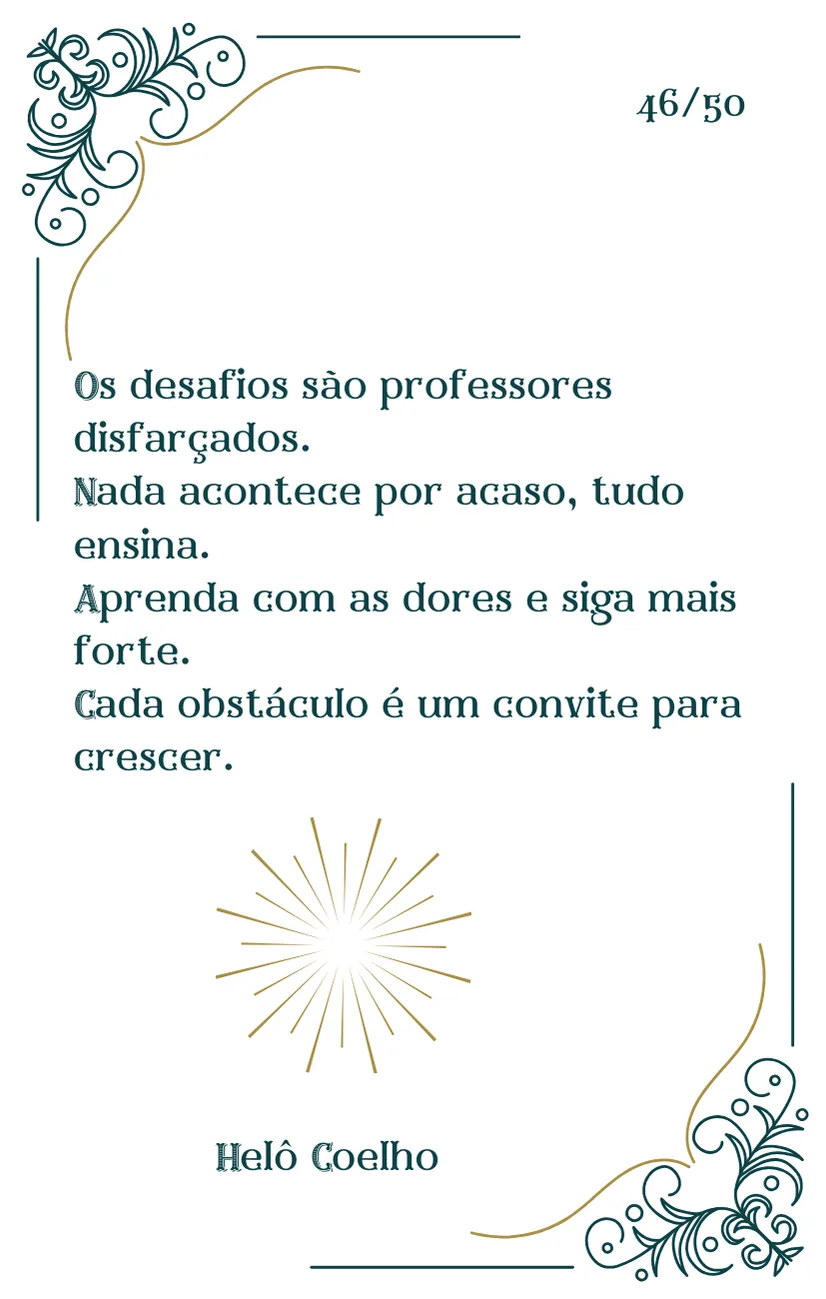 46/50
Os desafios são professores
disfarçados.
Nada acontece por acaso, tudo
ensina.
Aprenda com as dores e siga mais
forte.
Cada obstáculo é um convite para
crescer.
Helô Coelho